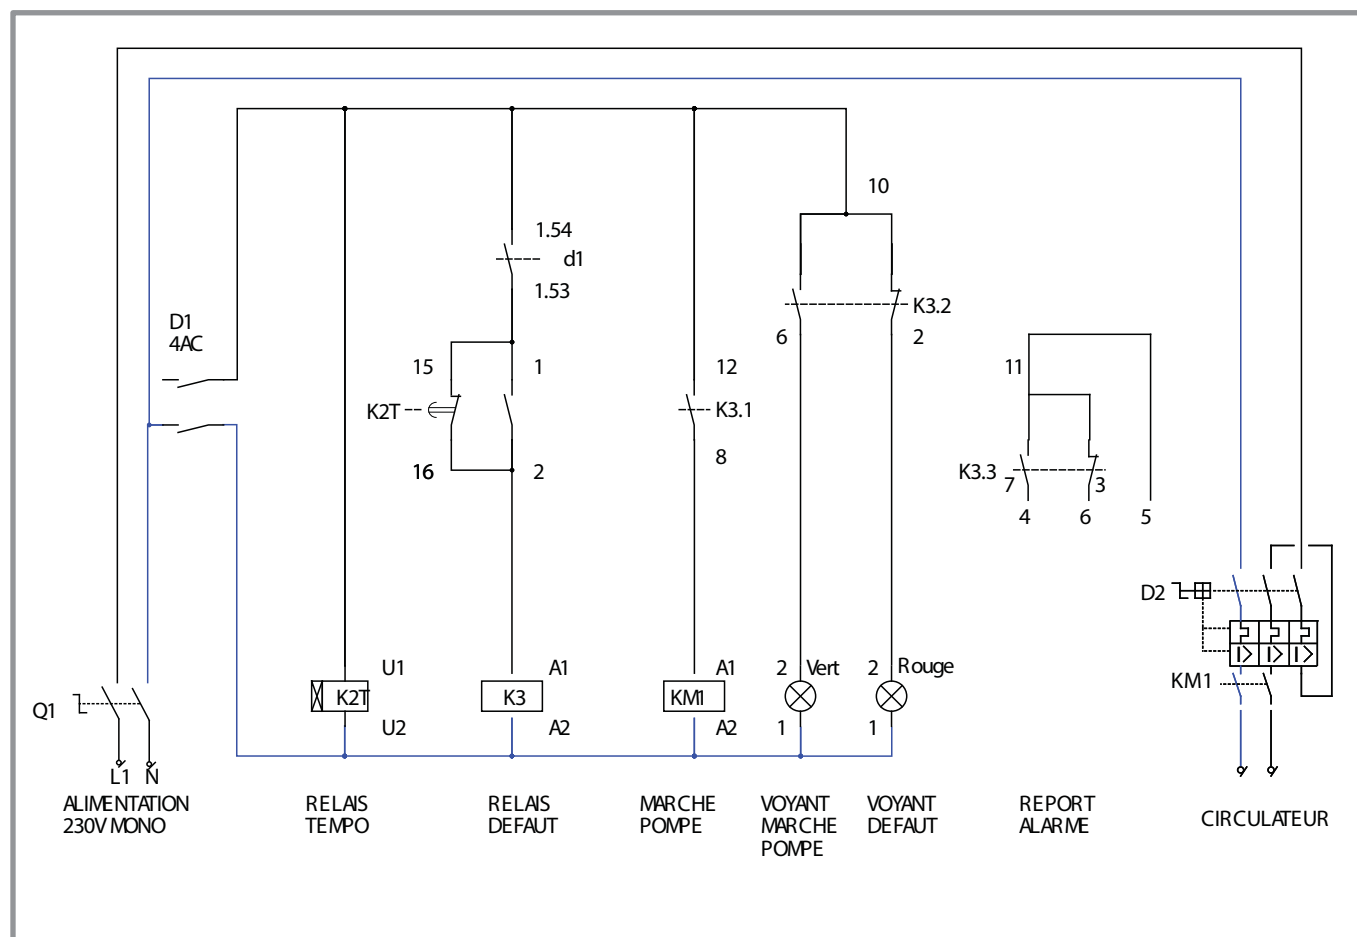 10
1.54
d1
1.53
D1
4AC
K3.2
6
2
15
1
12
11
K2T
K3.1
16
2
8
K3.3
7
3
4
6
5
D2
U1
A1
A1
2
Vert
2
Rouge
K2T
K3
KM1
KM1
Q1
U2
A2
A2
1
1
L1
N
ALIMENTATION
230V MONO
RELAIS
TEMPO
RELAIS
DEFAUT
MARCHE
POMPE
VOYANT
MARCHE
POMPE
VOYANT
DEFAUT
REPORT
ALARME
CIRCULATEUR
I>
I>
I>